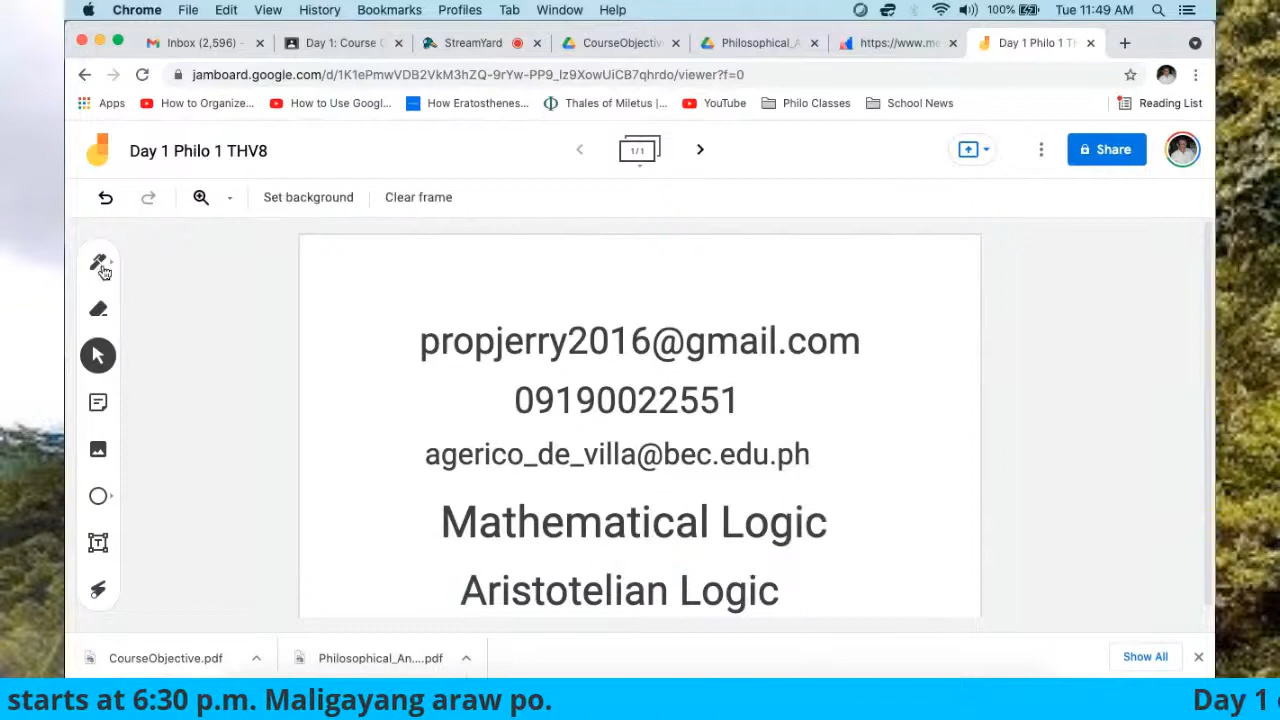 Chrome File Edit View History Bookmarks Profiles Tab Window Help 100% Tue 11:49 AM
Inbox (2,596) - Day 1: Course StreamYard CourseObjective Philosophical_A https://www.me Day 1 Philo 1 TH
jamboard.google.com/d/1K1ePmwVDB2VkM3hZQ-9rYw-PP9_Iz9XowUiCB7qhrdo/viewer?f=0
Apps How to Organize... How to Use Googl... How Eratosthenes... Thales of Miletus |... YouTube Philo Classes School News Reading List
Day 1 Philo 1 THV8 1/1 Share
Set background Clear frame
propjerry2016@gmail.com
09190022551
agerico_de_villa@bec.edu.ph
Mathematical Logic
Aristotelian Logic
CourseObjective.pdf Philosophical_An....pdf Show All
starts at 6:30 p.m. Maligayang araw po. Day 1